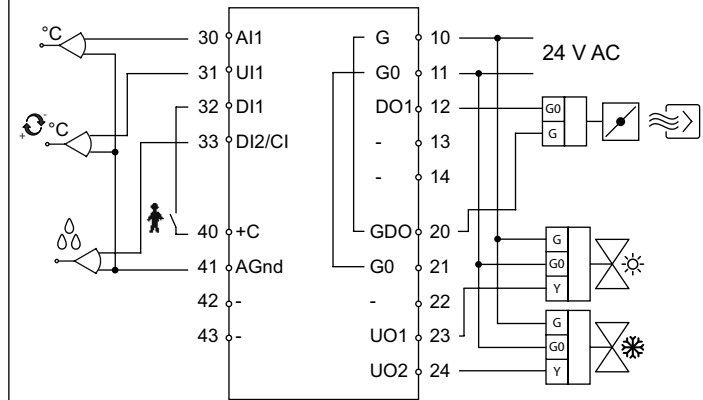 °C 30 AI1 G 10 24 V AC
31 UI1 G0 11
32 DI1 DO1 12 G0
+ - °C 33 DI2/CI - 13 G
- 14
40 +C GDO 20
41 AGnd G0 21 G
42 - - 22 G0
43 - UO1 23 Y
UO2 24 G
G0
Y